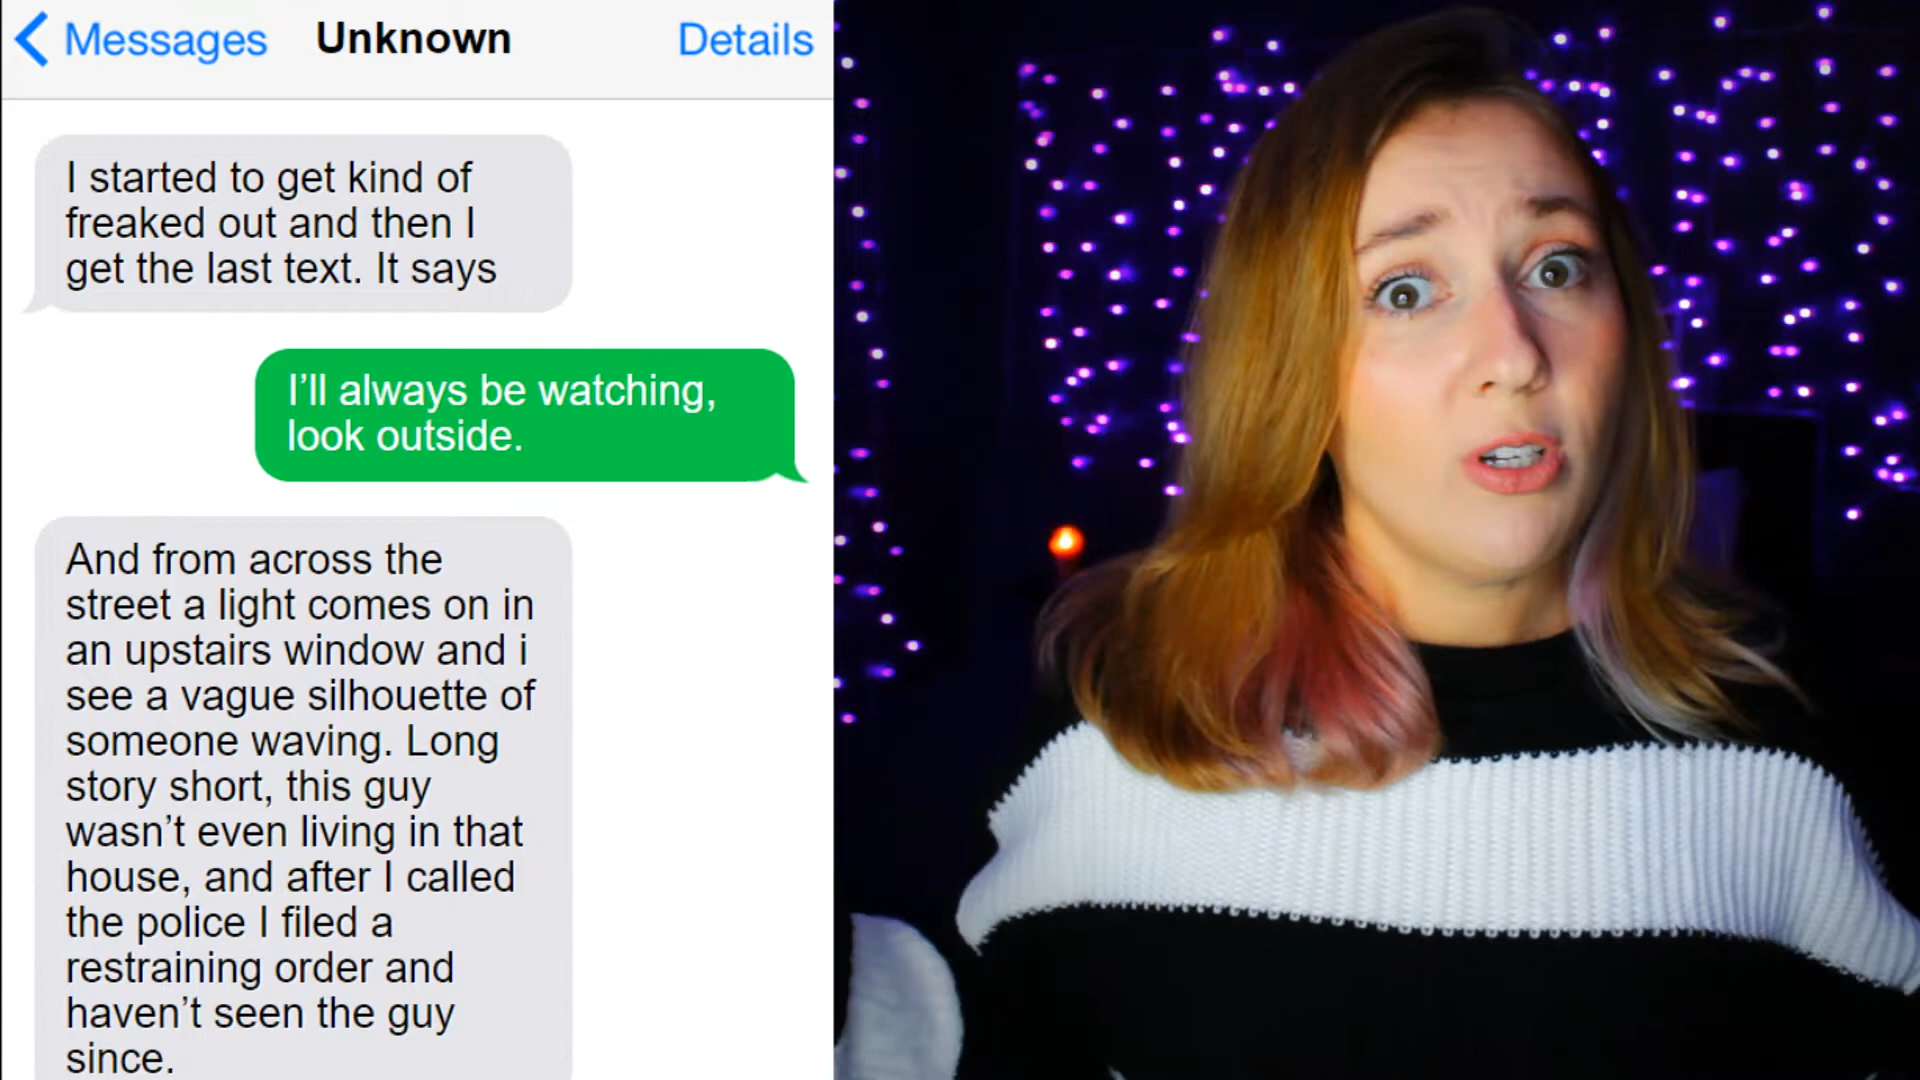 Messages Unknown Details
I started to get kind of
freaked out and then I
get the last text. It says
I’ll always be watching,
look outside.
And from across the
street a light comes on in
an upstairs window and i
see a vague silhouette of
someone waving. Long
story short, this guy
wasn’t even living in that
house, and after I called
the police I filed a
restraining order and
haven’t seen the guy
since.